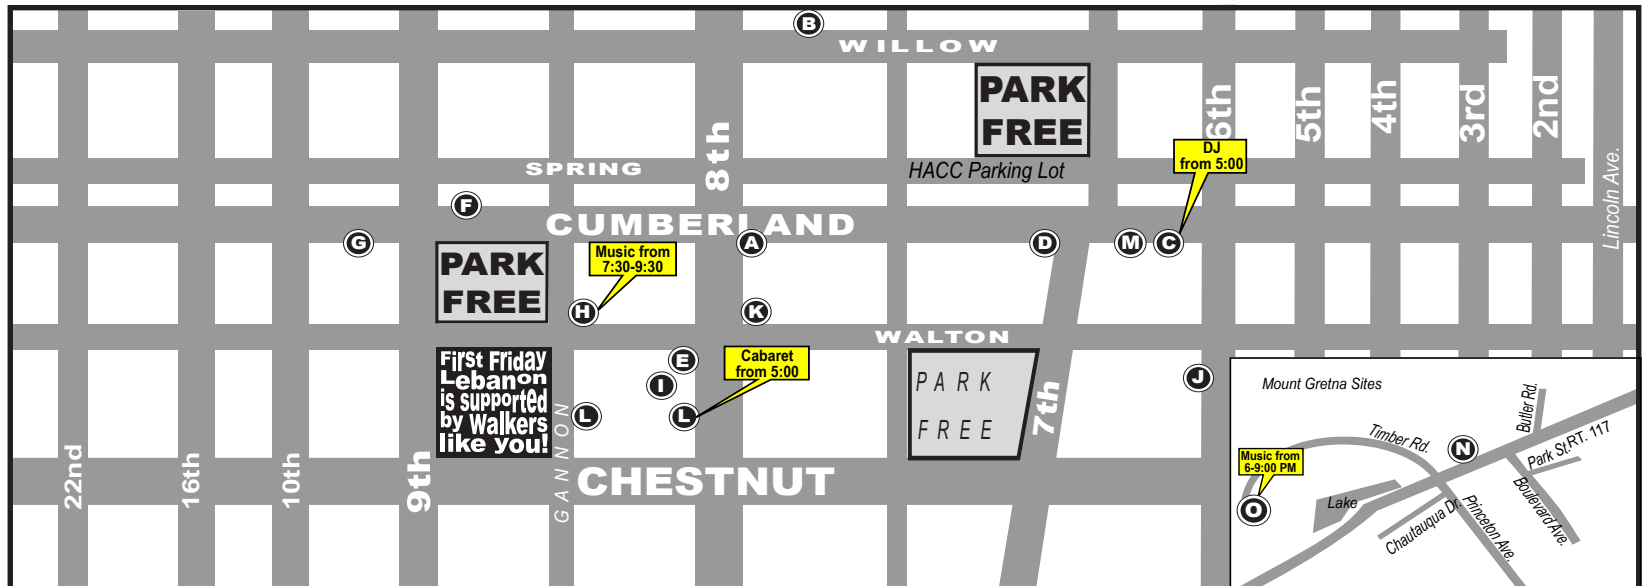 B
WILLOW
PARK
FREE
6th
5th
4th
3rd
2nd
8th
DJ
from 5:00
SPRING
HACC Parking Lot
Lincoln Ave.
F
CUMBERLAND
G
A
D
M
C
PARK
FREE
Music from
7:30-9:30
H
K
WALTON
First Friday
Lebanon
is supported
by Walkers
like you!
E
Cabaret
from 5:00
I
L
L
PARK
FREE
7th
J
22nd
16th
10th
9th
GANNON
CHESTNUT
Mount Gretna Sites
Butler Rd.
Timber Rd.
N
Park St.
RT. 117
Music from
6-9:00 PM
O
Lake
Chautauqua Dr.
Princeton Ave.
Boulevard Ave.